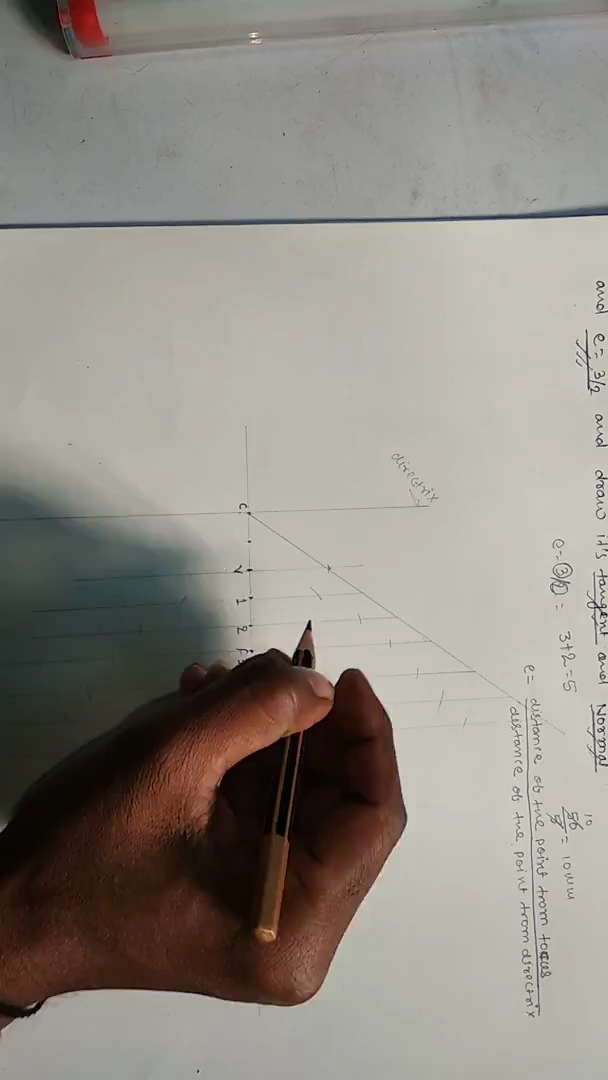 and e = 3/2 and draw it's tangent and Normal
e = 3/2 = 3+2=5
10
50/5 = 10mm
e = distance of the point from focus
distance of the point from directrix
directrix
C
V
1
2
F